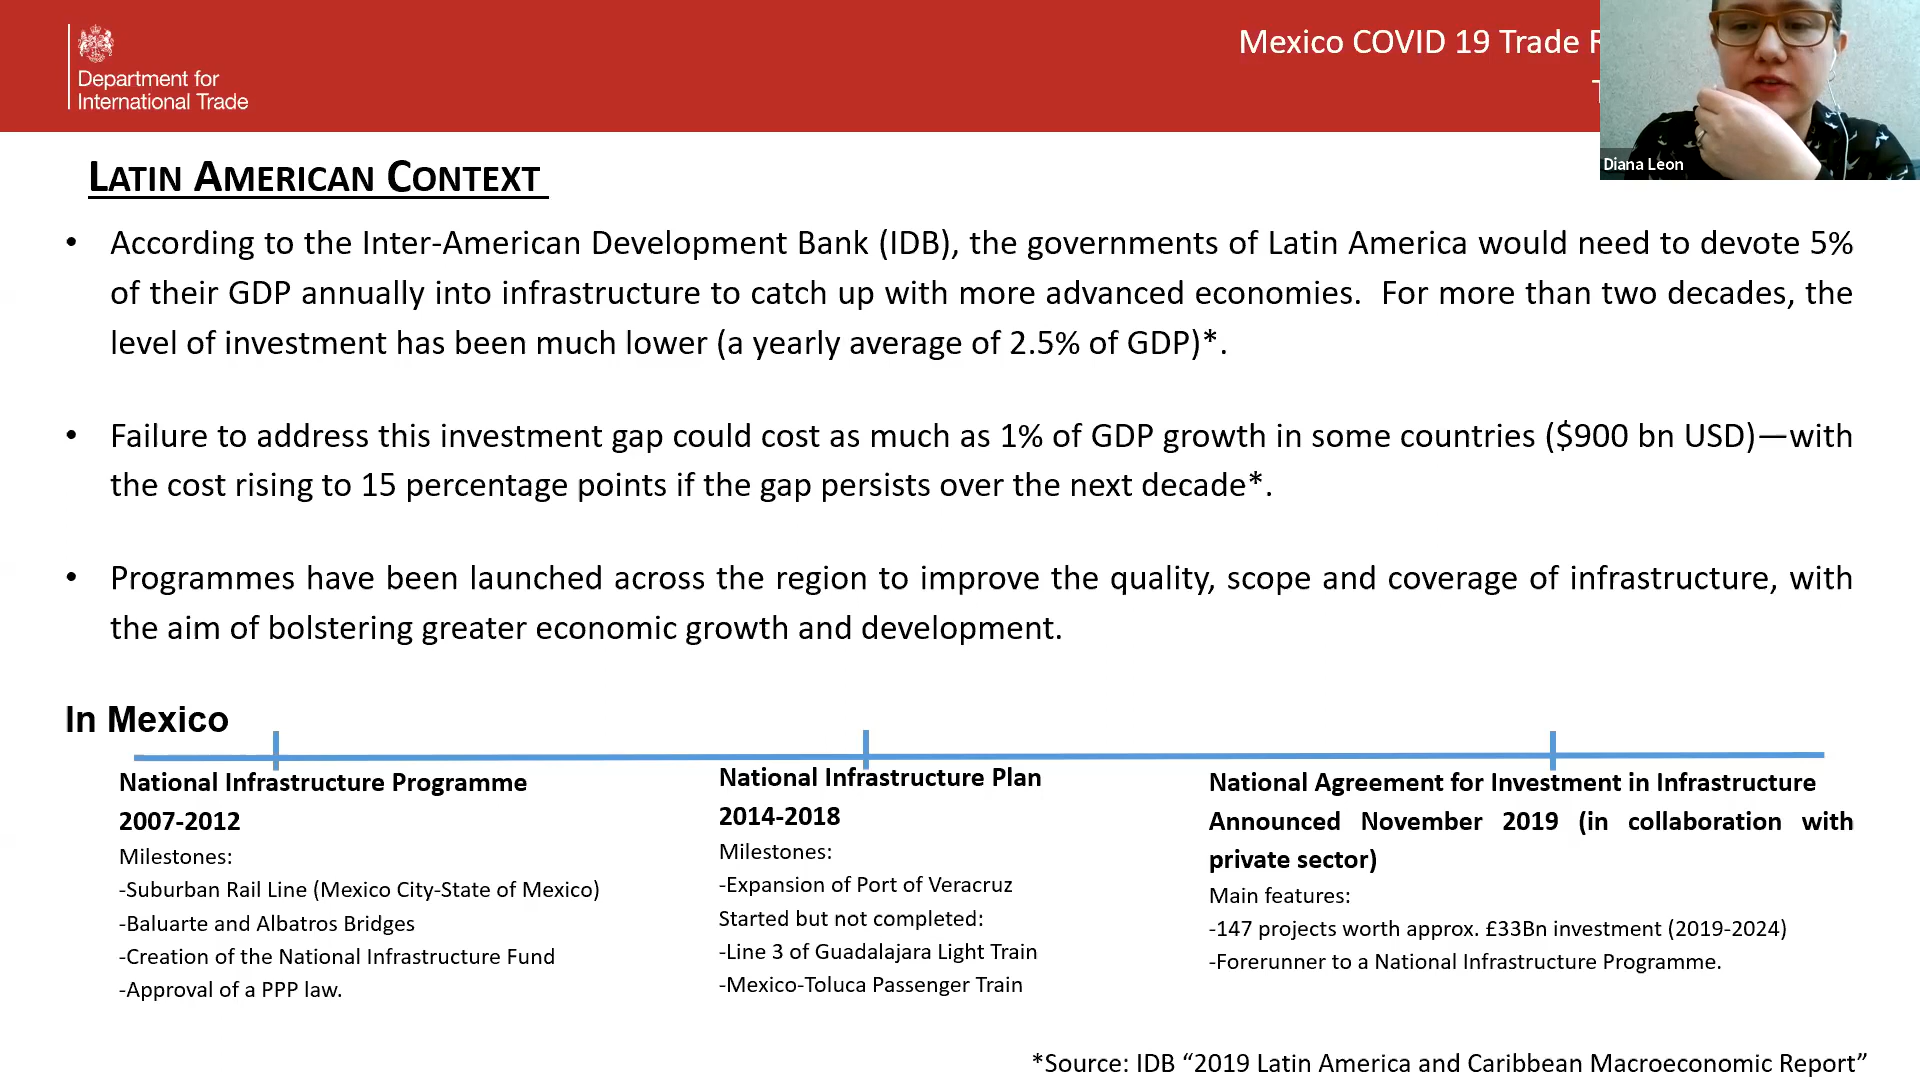 Department for
International Trade
Mexico COVID 19 Trade
Diana Leon
LATIN AMERICAN CONTEXT
• According to the Inter-American Development Bank (IDB), the governments of Latin America would need to devote 5%
of their GDP annually into infrastructure to catch up with more advanced economies. For more than two decades, the
level of investment has been much lower (a yearly average of 2.5% of GDP)*.
• Failure to address this investment gap could cost as much as 1% of GDP growth in some countries ($900 bn USD)—with
the cost rising to 15 percentage points if the gap persists over the next decade*.
• Programmes have been launched across the region to improve the quality, scope and coverage of infrastructure, with
the aim of bolstering greater economic growth and development.
In Mexico
National Infrastructure Programme
2007-2012
Milestones:
-Suburban Rail Line (Mexico City-State of Mexico)
-Baluarte and Albatros Bridges
-Creation of the National Infrastructure Fund
-Approval of a PPP law.
National Infrastructure Plan
2014-2018
Milestones:
-Expansion of Port of Veracruz
Started but not completed:
-Line 3 of Guadalajara Light Train
-Mexico-Toluca Passenger Train
National Agreement for Investment in Infrastructure
Announced November 2019 (in collaboration with
private sector)
Main features:
-147 projects worth approx. £33Bn investment (2019-2024)
-Forerunner to a National Infrastructure Programme.
*Source: IDB “2019 Latin America and Caribbean Macroeconomic Report”